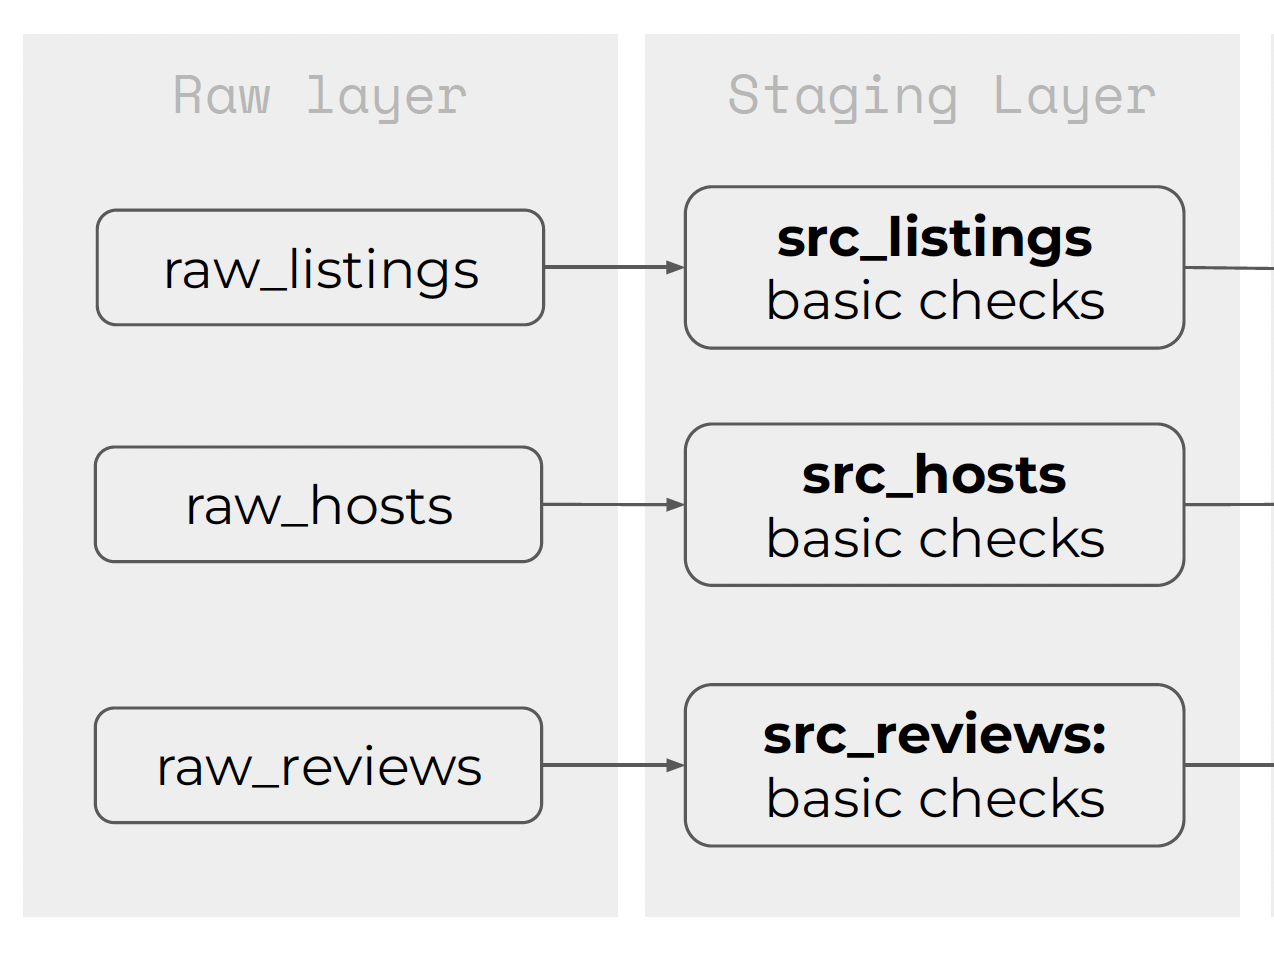 Raw layer
Staging Layer
raw_listings
src_listings
basic checks
raw_hosts
src_hosts
basic checks
raw_reviews
src_reviews:
basic checks